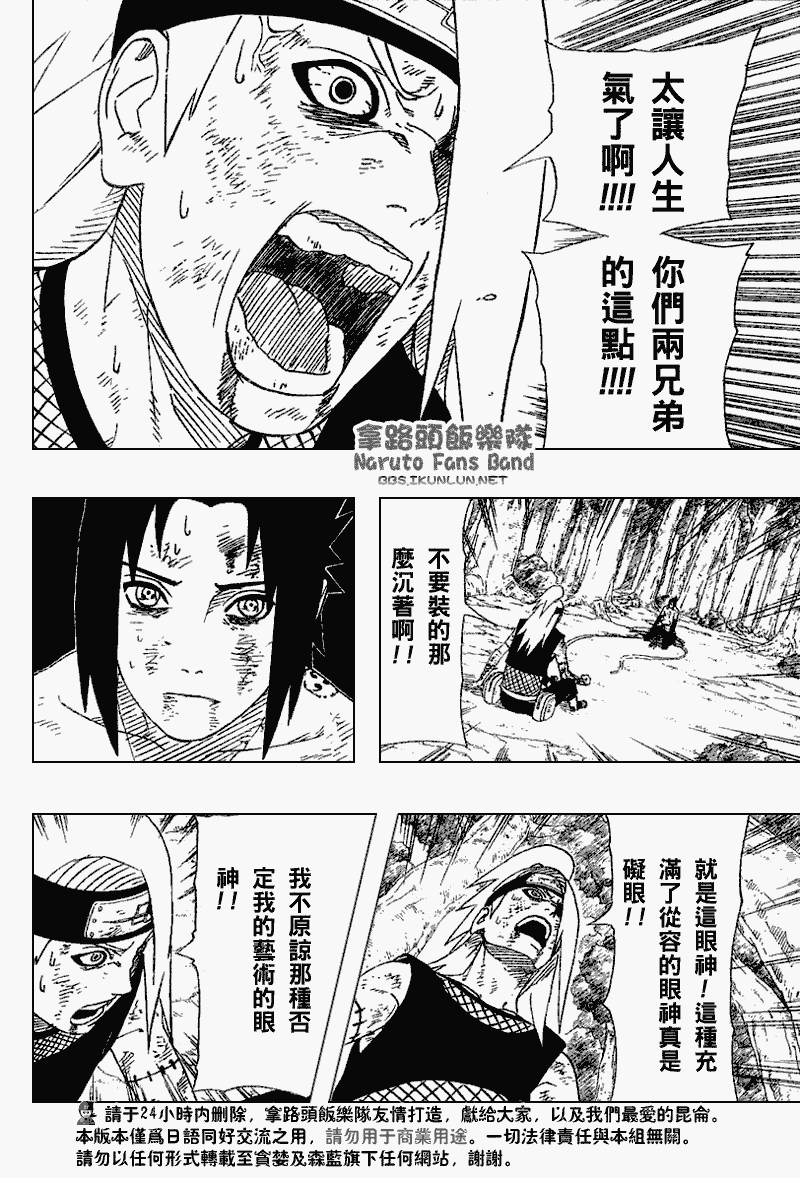 太讓人生
氣了啊!!!!
你們兩兄弟
的這點!!!!
拿路頭飯樂隊
Naruto Fans Band
BBS.IKUNLUN.NET
不要裝的那
麼沉著啊!!
就是這眼神!這種充
滿了從容的眼神真是
礙眼!!
我不原諒那種否
定我的藝術的眼
神!!
請于24小時內刪除，拿路頭飯樂隊友情打造，獻給大家，以及我們最愛的昆侖。
本版本僅爲日語同好交流之用，請勿用于商業用途。一切法律責任與本組無關。
請勿以任何形式轉載至貪婪及森藍旗下任何網站，謝謝。